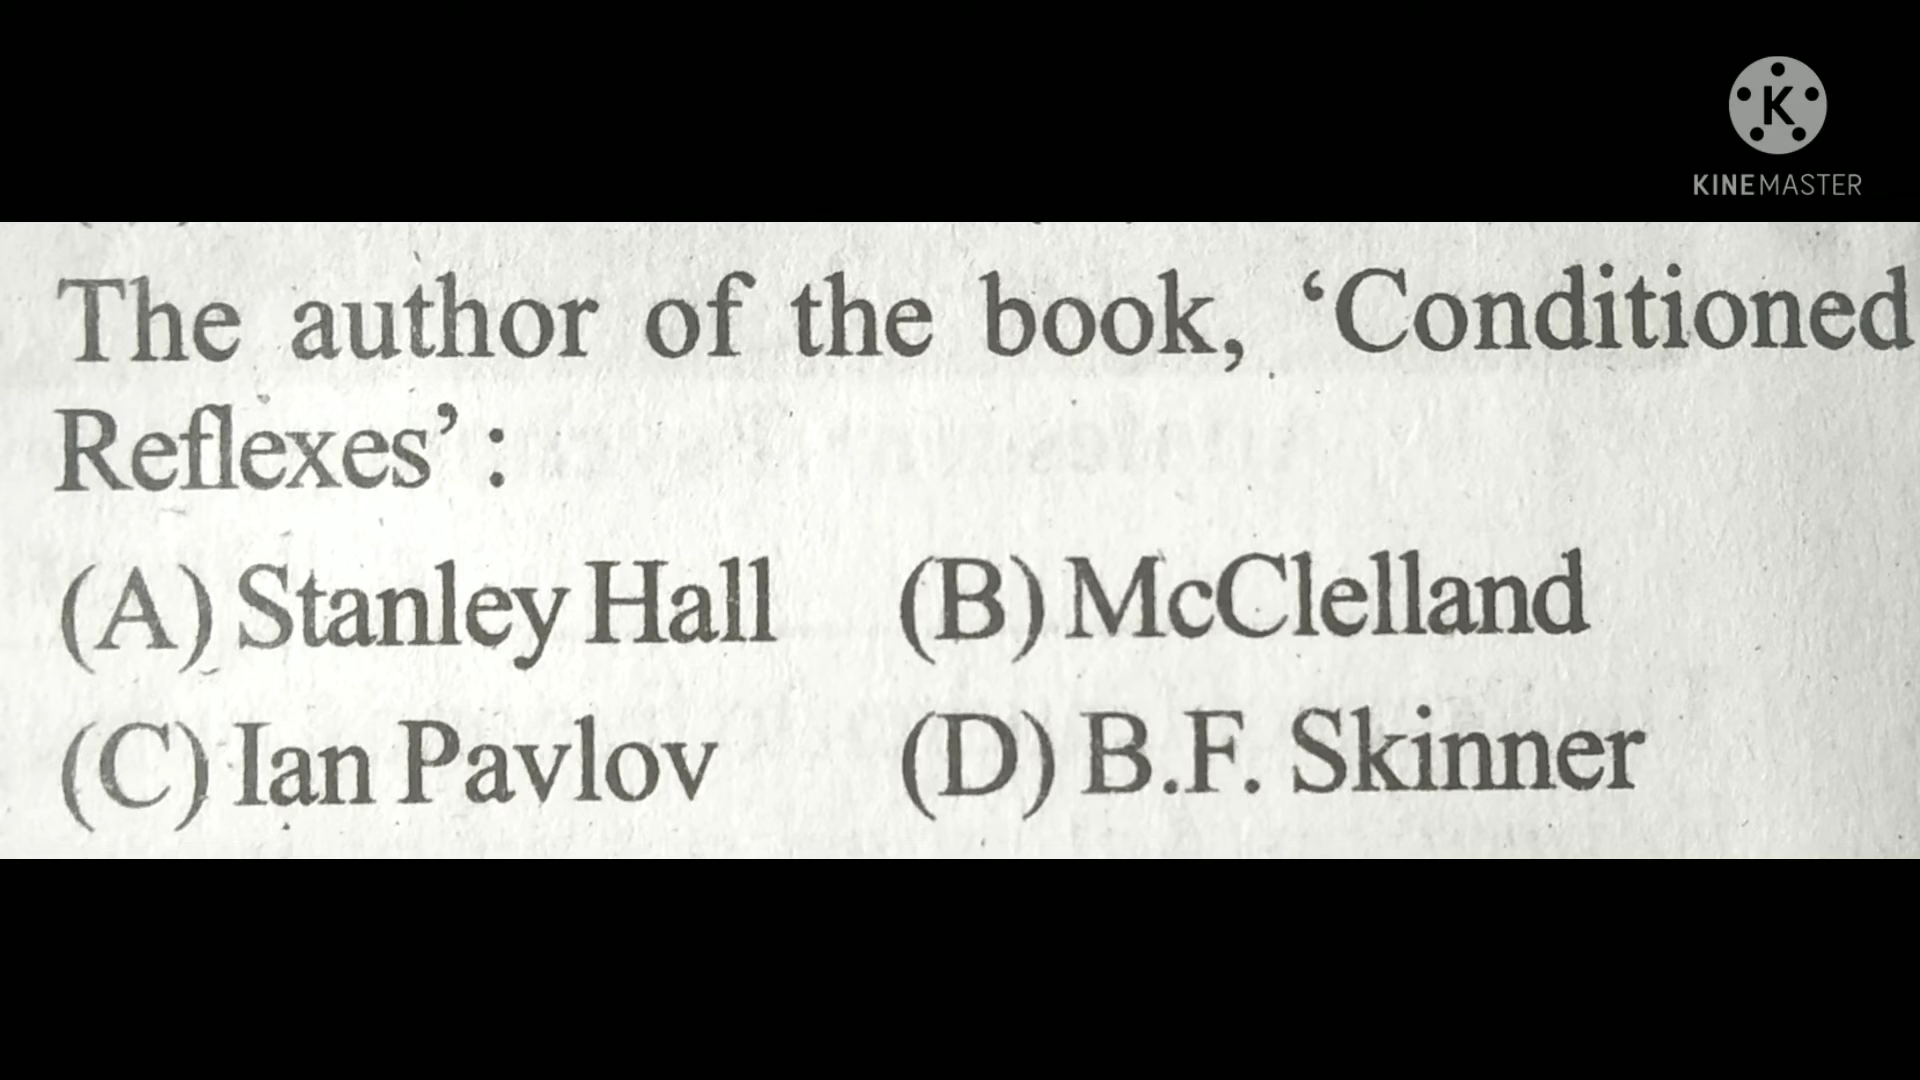 KINEMASTER
The author of the book, ‘Conditioned
Reflexes’ :
(A) Stanley Hall (B) McClelland
(C) Ian Pavlov (D) B.F. Skinner